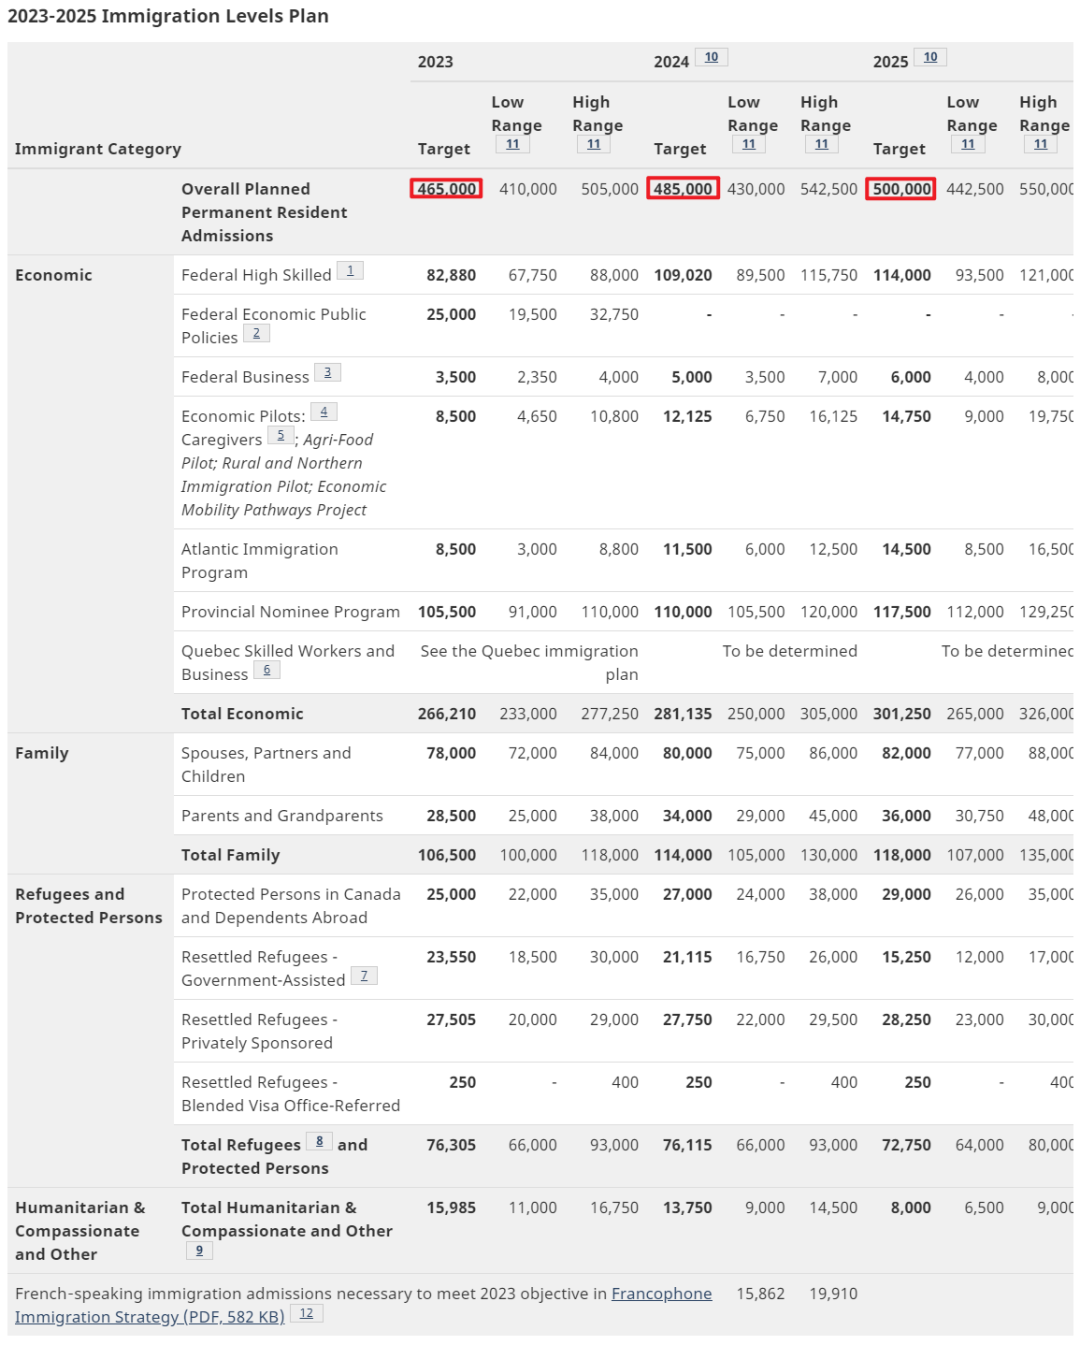 2023-2025 Immigration Levels Plan
2023 2024 10 2025 10
Immigrant Category Target Low Range 11 High Range 11 Target Low Range 11 High Range 11 Target Low Range 11 High Range 11
Overall Planned 465,000 410,000 505,000 485,000 430,000 542,500 500,000 442,500 550,000
Permanent Resident
Admissions
Economic Federal High Skilled 1 82,880 67,750 88,000 109,020 89,500 115,750 114,000 93,500 121,000
Federal Economic Public 25,000 19,500 32,750 - - - - - -
Policies 2
Federal Business 3 3,500 2,350 4,000 5,000 3,500 7,000 6,000 4,000 8,000
Economic Pilots: 4 8,500 4,650 10,800 12,125 6,750 16,125 14,750 9,000 19,750
Caregivers 5 ; Agri-Food
Pilot; Rural and Northern
Immigration Pilot; Economic
Mobility Pathways Project
Atlantic Immigration 8,500 3,000 8,800 11,500 6,000 12,500 14,500 8,500 16,500
Program
Provincial Nominee Program 105,500 91,000 110,000 110,000 105,500 120,000 117,500 112,000 129,250
Quebec Skilled Workers and See the Quebec immigration To be determined To be determined
Business 6 plan
Total Economic 266,210 233,000 277,250 281,135 250,000 305,000 301,250 265,000 326,000
Family Spouses, Partners and 78,000 72,000 84,000 80,000 75,000 86,000 82,000 77,000 88,000
Children
Parents and Grandparents 28,500 25,000 38,000 34,000 29,000 45,000 36,000 30,750 48,000
Total Family 106,500 100,000 118,000 114,000 105,000 130,000 118,000 107,000 135,000
Refugees and Protected Persons in Canada 25,000 22,000 35,000 27,000 24,000 38,000 29,000 26,000 35,000
Protected Persons and Dependents Abroad
Resettled Refugees - 23,550 18,500 30,000 21,115 16,750 26,000 15,250 12,000 17,000
Government-Assisted 7
Resettled Refugees - 27,505 20,000 29,000 27,750 22,000 29,500 28,250 23,000 30,000
Privately Sponsored
Resettled Refugees - 250 - 400 250 - 400 250 - 400
Blended Visa Office-Referred
Total Refugees 8 and 76,305 66,000 93,000 76,115 66,000 93,000 72,750 64,000 80,000
Protected Persons
Humanitarian & Total Humanitarian & 15,985 11,000 16,750 13,750 9,000 14,500 8,000 6,500 9,000
Compassionate Compassionate and Other
and Other 9
French-speaking immigration admissions necessary to meet 2023 objective in Francophone 15,862 19,910
Immigration Strategy (PDF, 582 KB) 12